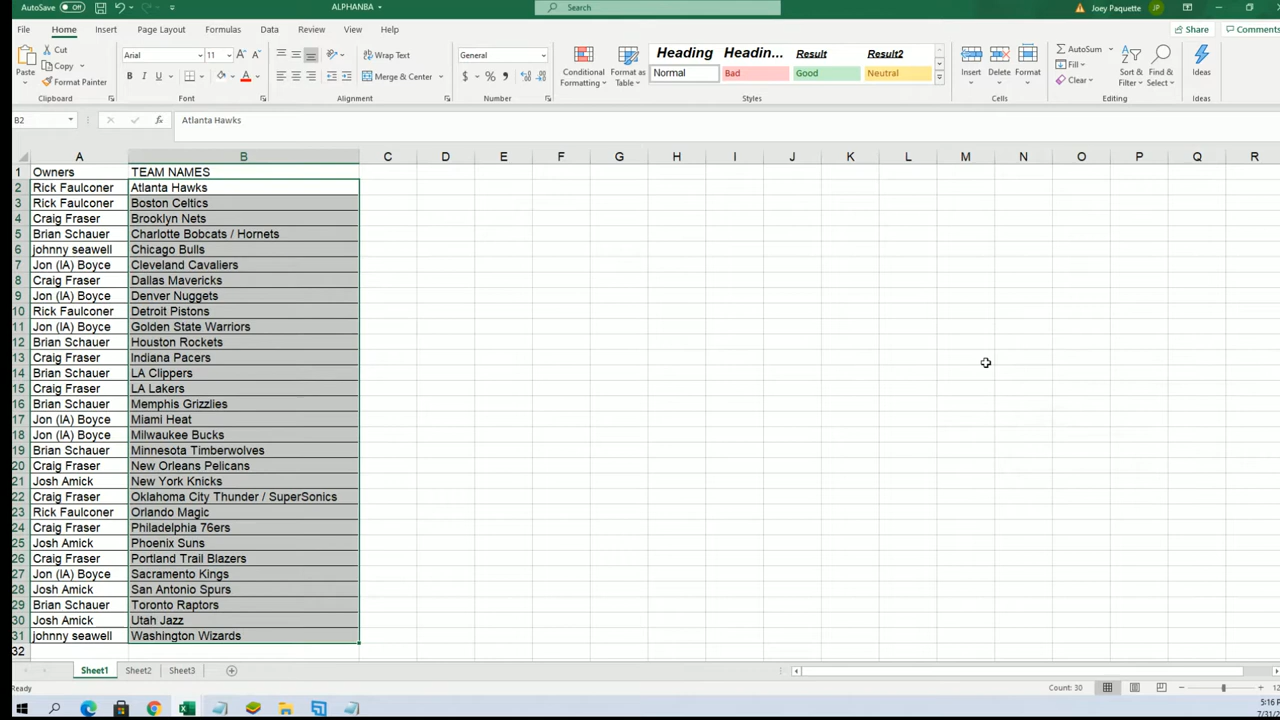 AutoSave Off ALPHANBA Search Joey Paquette JP
File Home Insert Page Layout Formulas Data Review View Help Share Comments
Paste Cut Copy Format Painter Clipboard
Arial 11 A A B I U A Font
Wrap Text Merge & Center Alignment
General $ % Number
Conditional Formatting Format as Table Heading Headin... Result Result2
Normal Bad Good Neutral Styles
Insert Delete Format Cells
AutoSum Fill Clear Sort & Filter Find & Select Editing
Ideas Ideas
B2 fx Atlanta Hawks
A B C D E F G H I J K L M N O P Q R
1 Owners TEAM NAMES
2 Rick Faulconer Atlanta Hawks
3 Rick Faulconer Boston Celtics
4 Craig Fraser Brooklyn Nets
5 Brian Schauer Charlotte Bobcats / Hornets
6 johnny seawell Chicago Bulls
7 Jon (IA) Boyce Cleveland Cavaliers
8 Craig Fraser Dallas Mavericks
9 Jon (IA) Boyce Denver Nuggets
10 Rick Faulconer Detroit Pistons
11 Jon (IA) Boyce Golden State Warriors
12 Brian Schauer Houston Rockets
13 Craig Fraser Indiana Pacers
14 Brian Schauer LA Clippers
15 Craig Fraser LA Lakers
16 Brian Schauer Memphis Grizzlies
17 Jon (IA) Boyce Miami Heat
18 Jon (IA) Boyce Milwaukee Bucks
19 Brian Schauer Minnesota Timberwolves
20 Craig Fraser New Orleans Pelicans
21 Josh Amick New York Knicks
22 Craig Fraser Oklahoma City Thunder / SuperSonics
23 Rick Faulconer Orlando Magic
24 Craig Fraser Philadelphia 76ers
25 Josh Amick Phoenix Suns
26 Craig Fraser Portland Trail Blazers
27 Jon (IA) Boyce Sacramento Kings
28 Josh Amick San Antonio Spurs
29 Brian Schauer Toronto Raptors
30 Josh Amick Utah Jazz
31 johnny seawell Washington Wizards
32
Sheet1 Sheet2 Sheet3
Ready Count: 30 12
5:16 P
7/31/2